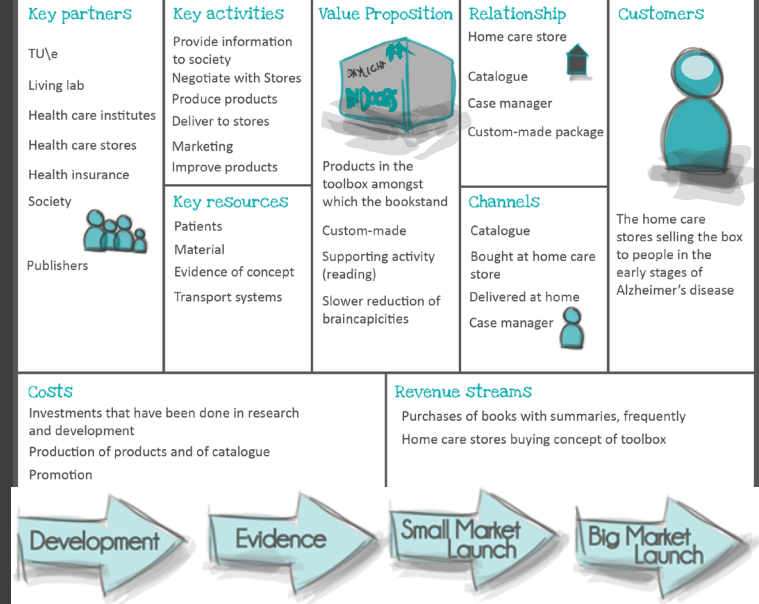 Key partners
TU\e
Living lab
Health care institutes
Health care stores
Health insurance
Society
Publishers
Key activities
Provide information
to society
Negotiate with Stores
Produce products
Deliver to stores
Marketing
Improve products
Key resources
Patients
Material
Evidence of concept
Transport systems
Value Proposition
DAYLIGHT
INDOORS
Products in the
toolbox amongst
which the bookstand
Custom-made
Supporting activity
(reading)
Slower reduction of
braincapicities
Relationship
Home care store
Catalogue
Case manager
Custom-made package
Channels
Catalogue
Bought at home care
store
Delivered at home
Case manager
Customers
The home care
stores selling the box
to people in the
early stages of
Alzheimer's disease
Costs
Investments that have been done in research
and development
Production of products and of catalogue
Promotion
Revenue streams
Purchases of books with summaries, frequently
Home care stores buying concept of toolbox
Development
Evidence
Small Market
Launch
Big Market
Launch